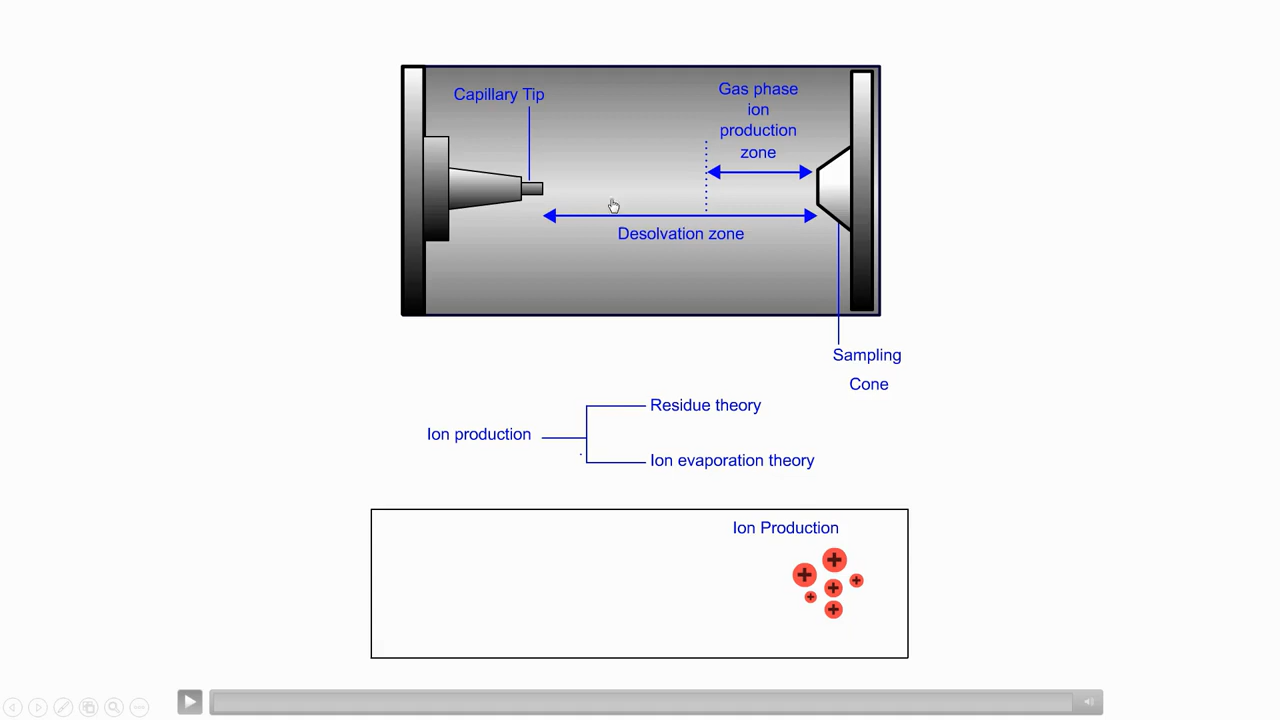 Capillary Tip
Gas phase
ion
production
zone
Desolvation zone
Sampling
Cone
Residue theory
Ion production
Ion evaporation theory
Ion Production